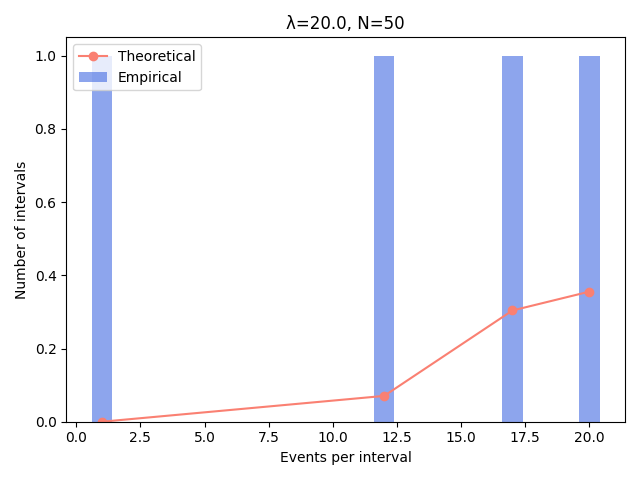 λ=20.0, N=50
Theoretical
Empirical
Number of intervals
1.0
0.8
0.6
0.4
0.2
0.0
0.0 2.5 5.0 7.5 10.0 12.5 15.0 17.5 20.0
Events per interval